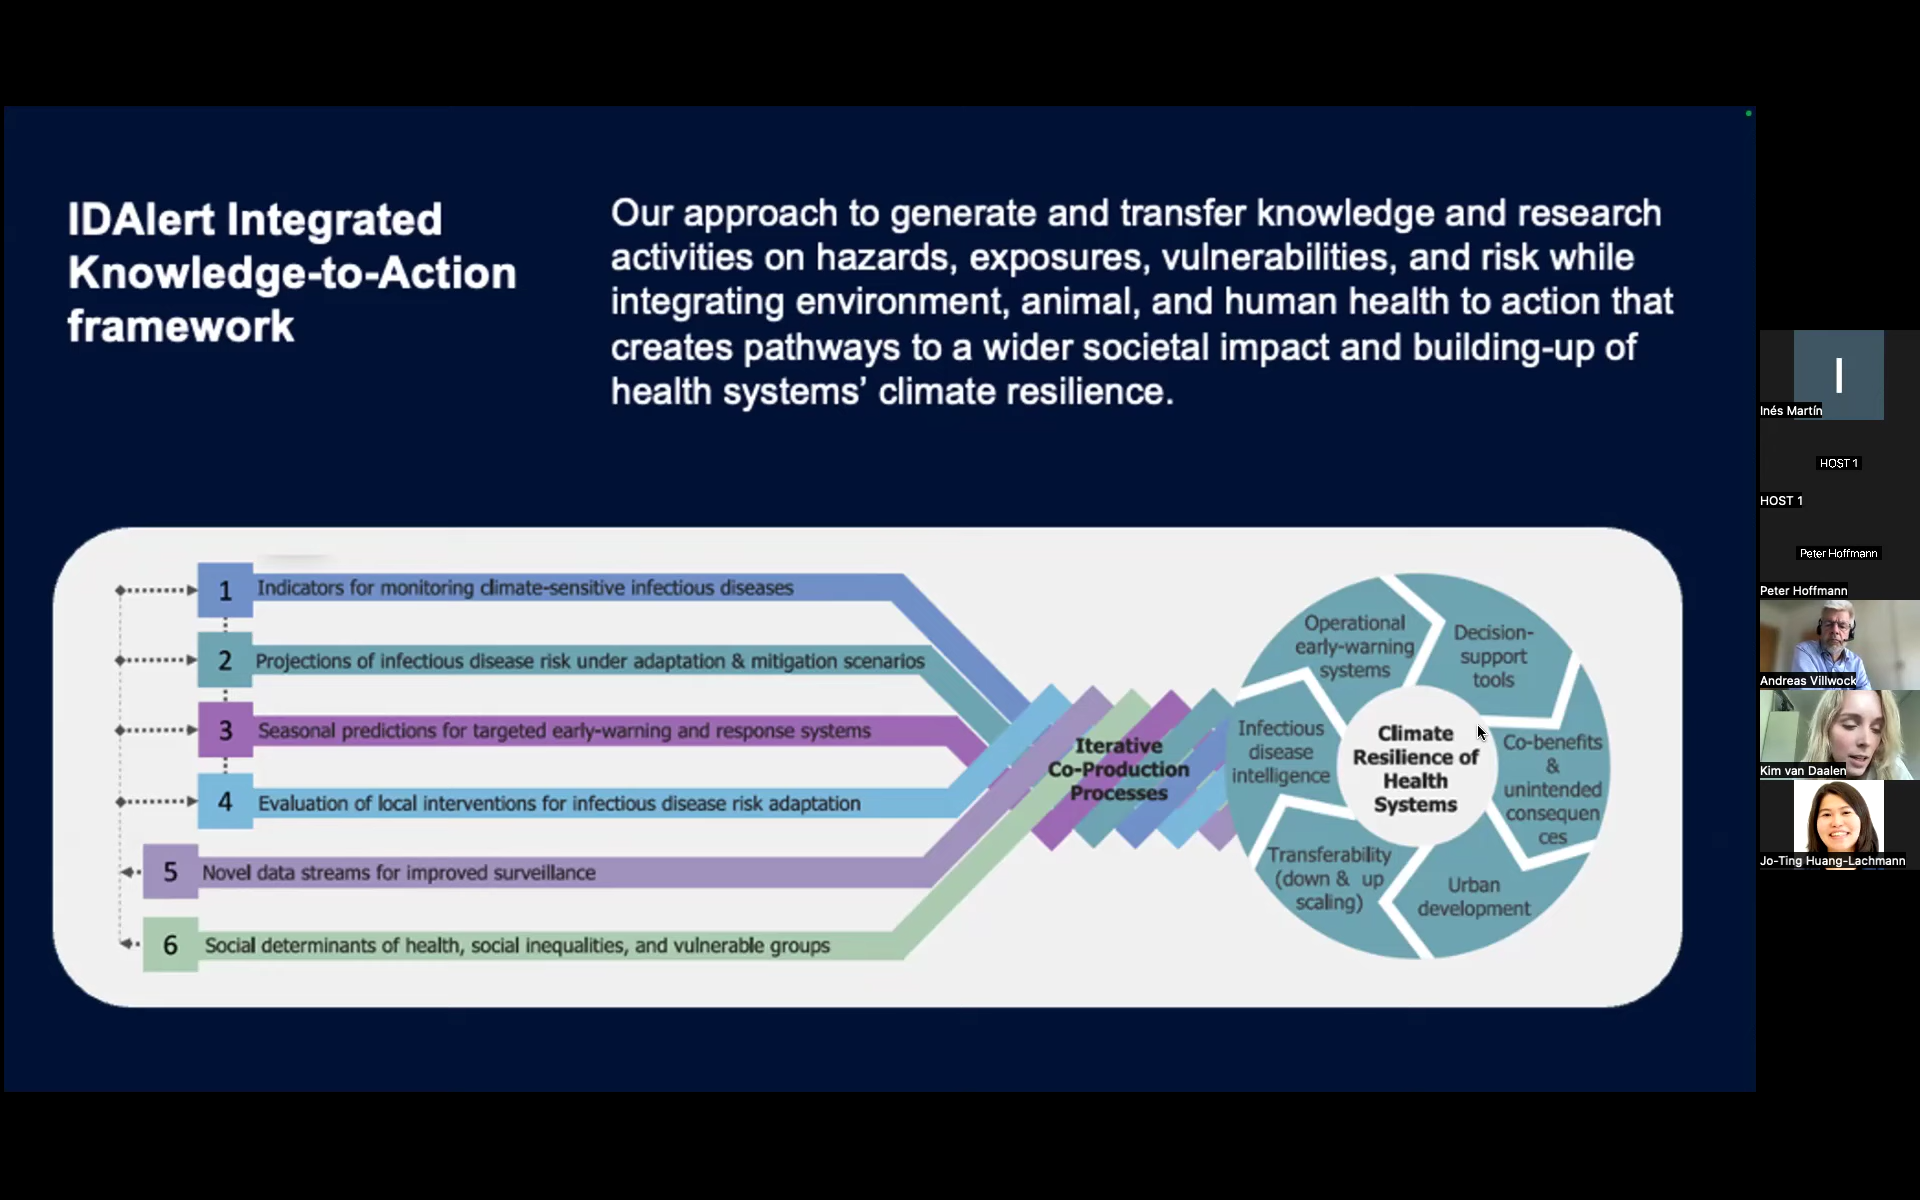 IDAlert Integrated
Knowledge-to-Action
framework
Our approach to generate and transfer knowledge and research
activities on hazards, exposures, vulnerabilities, and risk while
integrating environment, animal, and human health to action that
creates pathways to a wider societal impact and building-up of
health systems’ climate resilience.
1
Indicators for monitoring climate-sensitive infectious diseases
2
Projections of infectious disease risk under adaptation & mitigation scenarios
3
Seasonal predictions for targeted early-warning and response systems
4
Evaluation of local interventions for infectious disease risk adaptation
5
Novel data streams for improved surveillance
6
Social determinants of health, social inequalities, and vulnerable groups
Iterative
Co-Production
Processes
Operational
early-warning
systems
Decision-
support
tools
Co-benefits
&
unintended
consequen
ces
Urban
development
Transferability
(down & up
scaling)
Infectious
disease
intelligence
Climate
Resilience of
Health
Systems
I
Inés Martín
HOST 1
HOST 1
Peter Hoffmann
Peter Hoffmann
Andreas Villwock
Kim van Daalen
Jo-Ting Huang-Lachmann